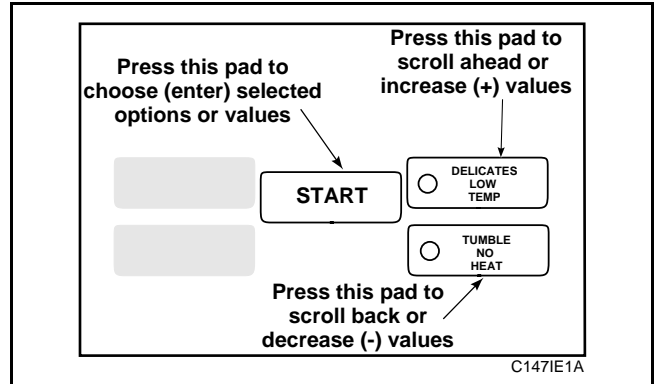 Press this pad to
scroll ahead or
increase (+) values
Press this pad to
choose (enter) selected
options or values
START
DELICATES
LOW
TEMP
TUMBLE
NO
HEAT
Press this pad to
scroll back or
decrease (-) values
C147IE1A